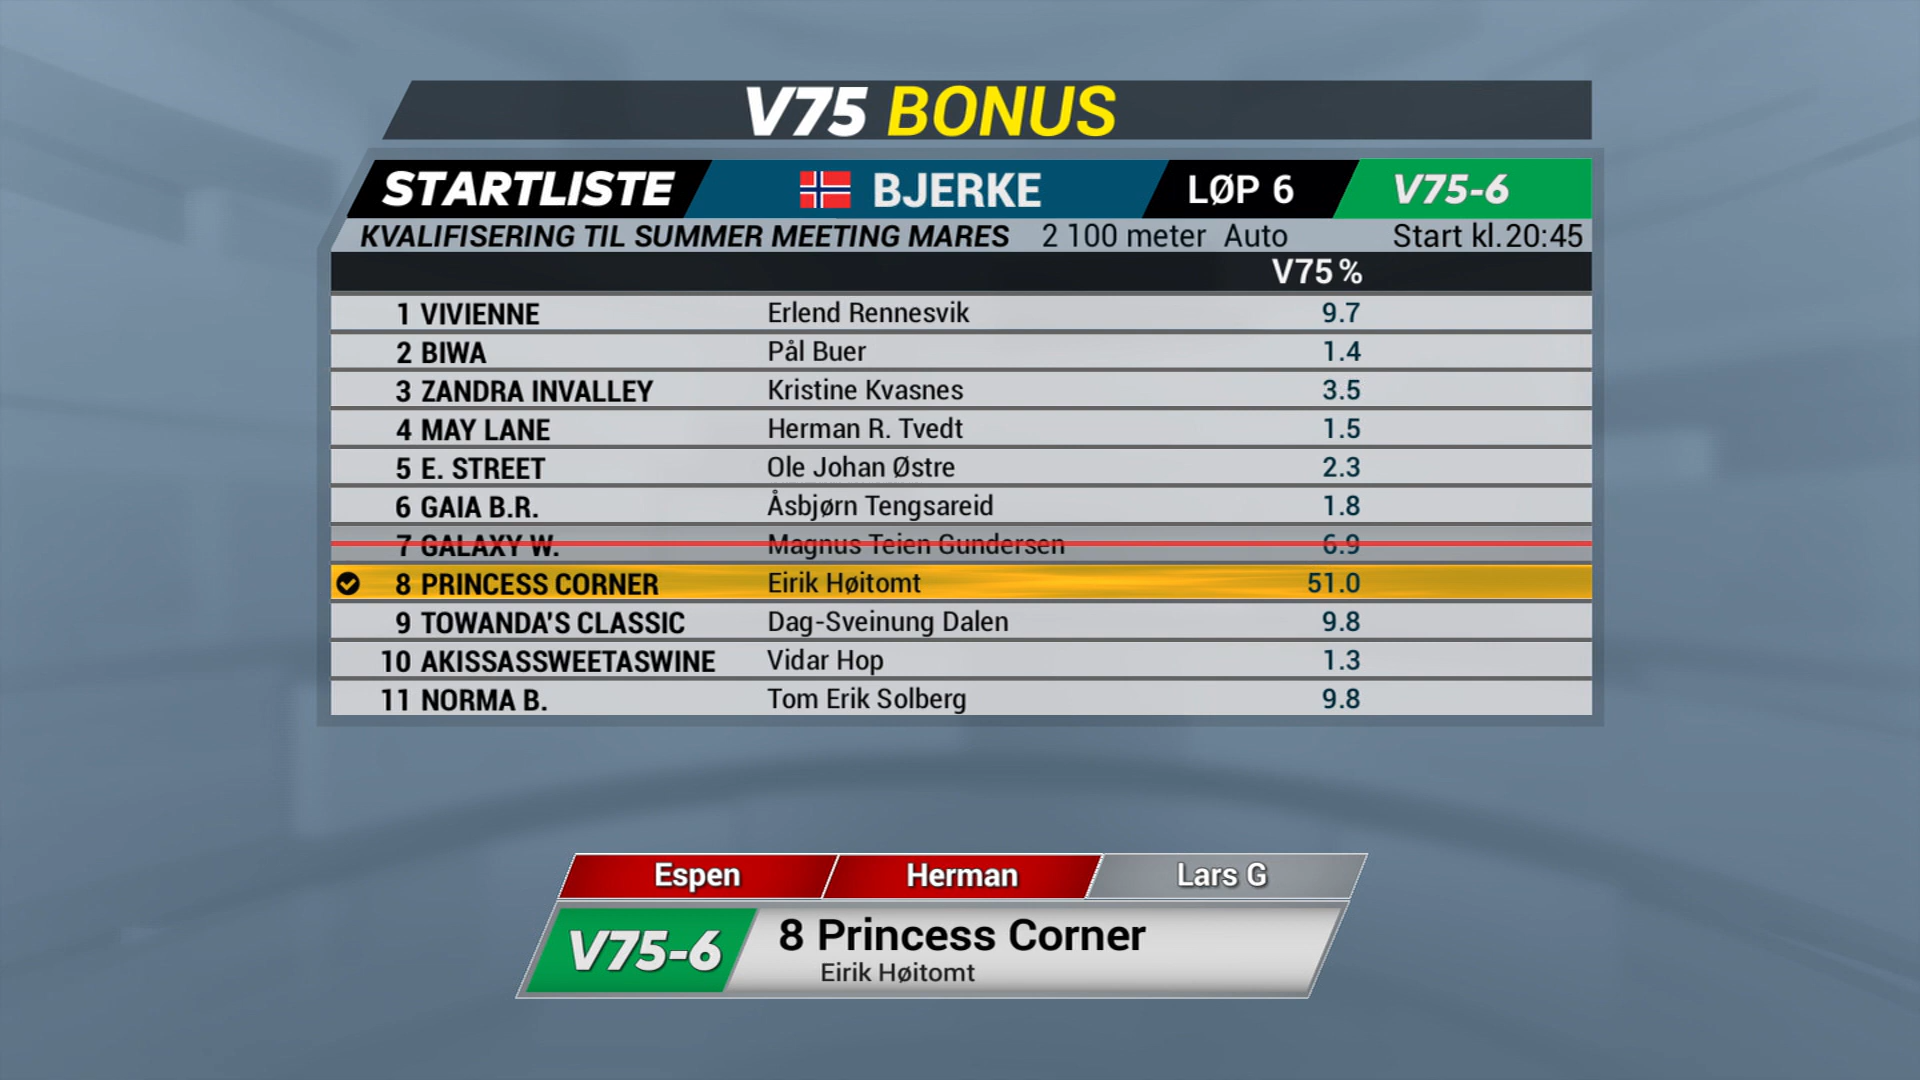 V75 BONUS
STARTLISTE BJERKE LØP 6 V75-6
KVALIFISERING TIL SUMMER MEETING MARES 2 100 meter Auto Start kl.20:45
V75%
1 VIVIENNE Erlend Rennesvik 9.7
2 BIWA Pål Buer 1.4
3 ZANDRA INVALLEY Kristine Kvasnes 3.5
4 MAY LANE Herman R. Tvedt 1.5
5 E. STREET Ole Johan Østre 2.3
6 GAIA B.R. Åsbjørn Tengsareid 1.8
7 GALAXY W. Magnus Teien Gundersen 6.9
8 PRINCESS CORNER Eirik Høitomt 51.0
9 TOWANDA'S CLASSIC Dag-Sveinung Dalen 9.8
10 AKISSASSWEETASWINE Vidar Hop 1.3
11 NORMA B. Tom Erik Solberg 9.8
Espen Herman Lars G
V75-6 8 Princess Corner
Eirik Høitomt